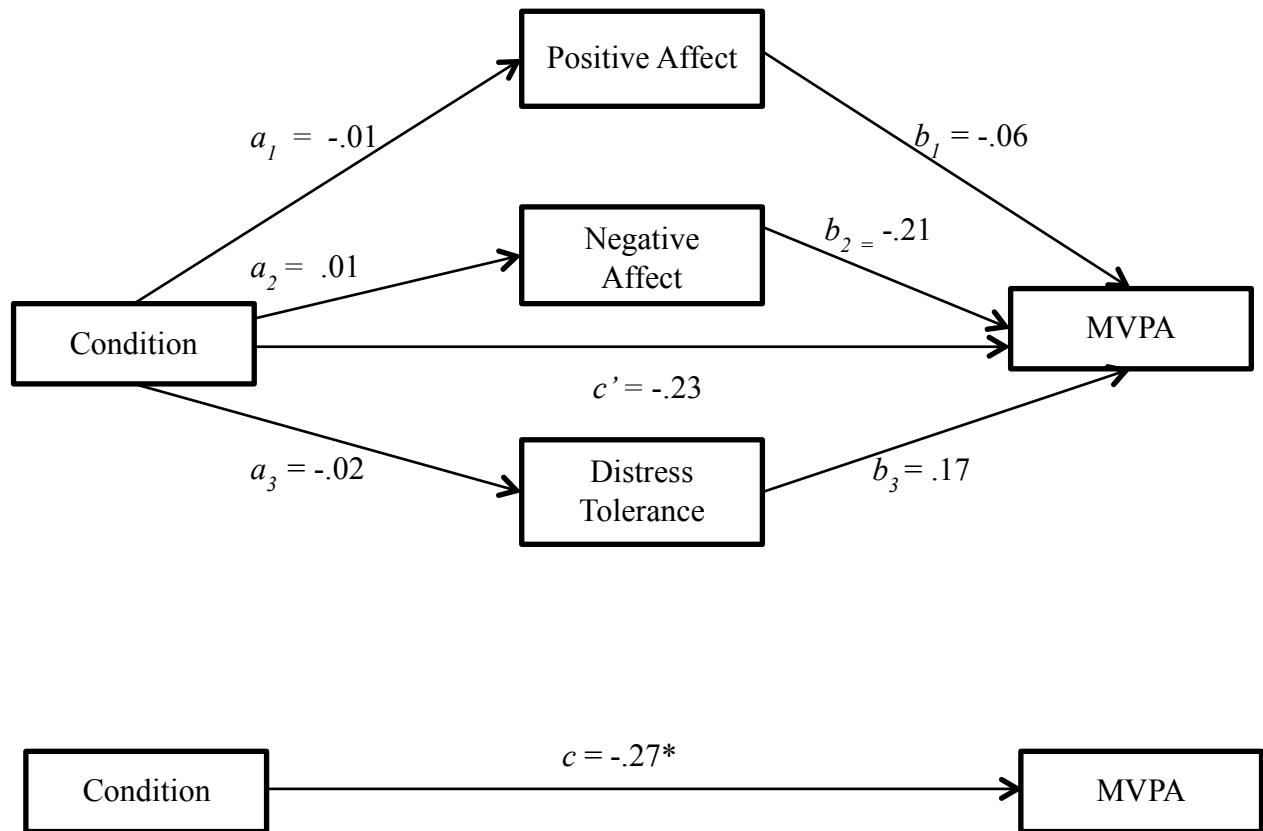 Positive Affect
a1 = -.01
b1 = -.06
Negative
Affect
a2 = .01
b2 = -.21
Condition
MVPA
c’ = -.23
Distress
Tolerance
a3 = -.02
b3 = .17
c = -.27*
Condition
MVPA